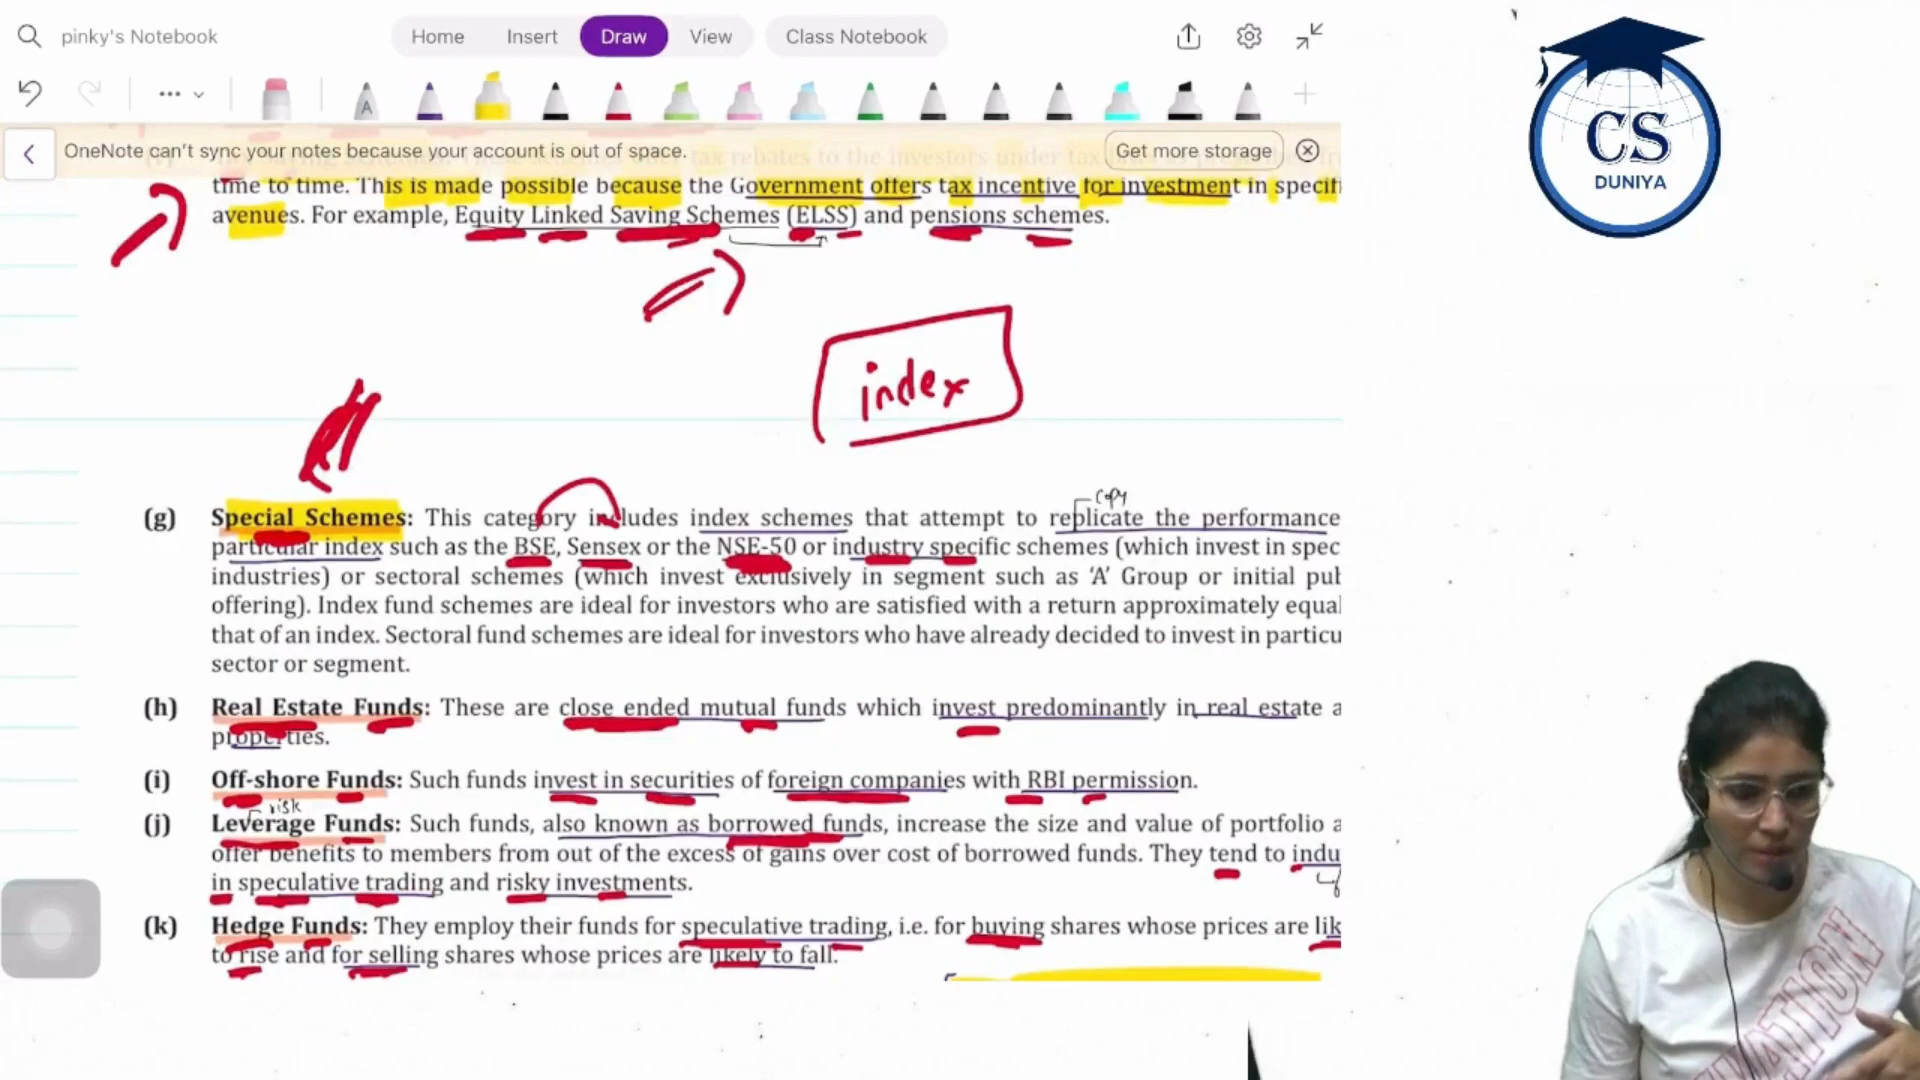 pinky's Notebook
Home Insert Draw View Class Notebook
A
OneNote can't sync your notes because your account is out of space.
Get more storage
tax rebates to the investors under tax
time to time. This is made possible because the Government offers tax incentive for investment in specifi
avenues. For example, Equity Linked Saving Schemes (ELSS) and pensions schemes.
index
copy
(g) Special Schemes: This category includes index schemes that attempt to replicate the performance
particular index such as the BSE, Sensex or the NSE-50 or industry specific schemes (which invest in spec
industries) or sectoral schemes (which invest exclusively in segment such as 'A' Group or initial pub
offering). Index fund schemes are ideal for investors who are satisfied with a return approximately equal
that of an index. Sectoral fund schemes are ideal for investors who have already decided to invest in particu
sector or segment.
(h) Real Estate Funds: These are close ended mutual funds which invest predominantly in real estate a
properties.
(i) Off-shore Funds: Such funds invest in securities of foreign companies with RBI permission.
risk
(j) Leverage Funds: Such funds, also known as borrowed funds, increase the size and value of portfolio a
offer benefits to members from out of the excess of gains over cost of borrowed funds. They tend to indu
in speculative trading and risky investments.
(k) Hedge Funds: They employ their funds for speculative trading, i.e. for buying shares whose prices are lik
to rise and for selling shares whose prices are likely to fall.
CS
DUNIYA